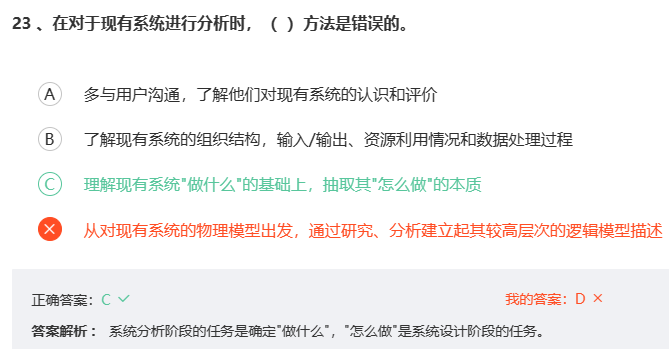 23 、在对于现有系统进行分析时，（ ）方法是错误的。
A 多与用户沟通，了解他们对现有系统的认识和评价
B 了解现有系统的组织结构，输入/输出、资源利用情况和数据处理过程
C 理解现有系统"做什么"的基础上，抽取其"怎么做"的本质
从对现有系统的物理模型出发，通过研究、分析建立起其较高层次的逻辑模型描述
正确答案： C 我的答案： D
答案解析： 系统分析阶段的任务是确定"做什么"，"怎么做"是系统设计阶段的任务。